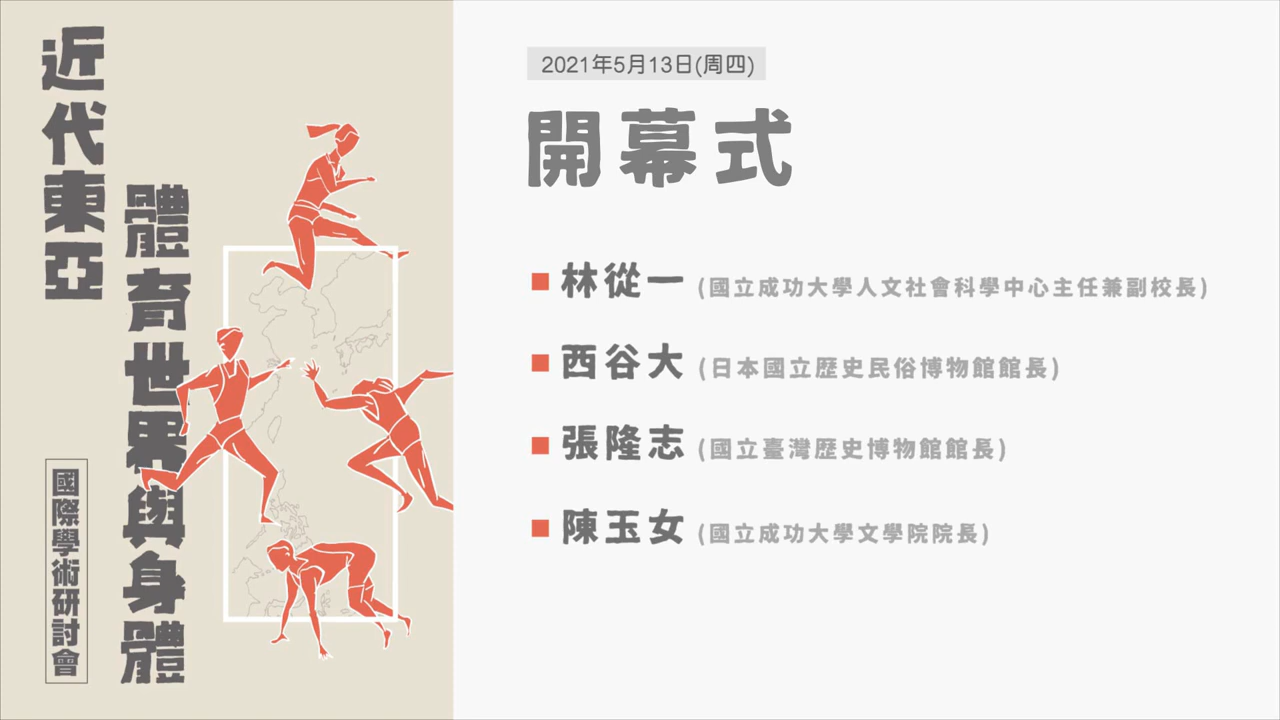 近代東亞
體育世界與身體
國際學術研討會
2021年5月13日(周四)
開幕式
林從一 (國立成功大學人文社會科學中心主任兼副校長)
西谷大 (日本國立歷史民俗博物館館長)
張隆志 (國立臺灣歷史博物館館長)
陳玉女 (國立成功大學文學院院長)